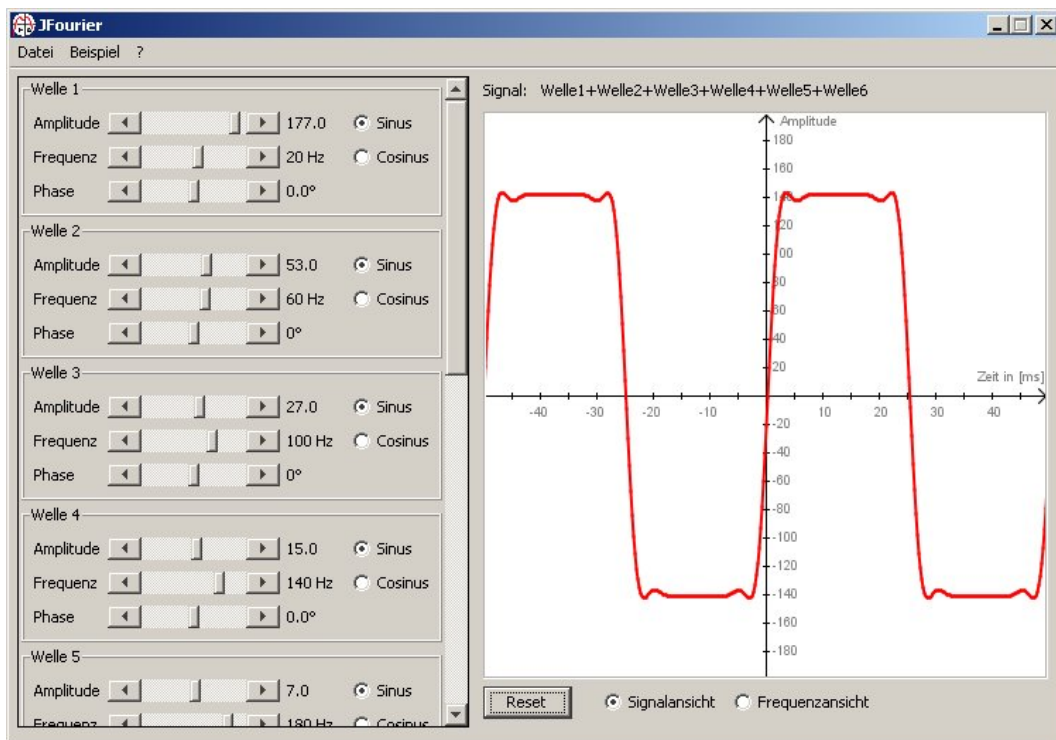 JFourier
Datei Beispiel ?
Welle 1
Amplitude 177.0 Sinus
Frequenz 20 Hz Cosinus
Phase 0.0°
Welle 2
Amplitude 53.0 Sinus
Frequenz 60 Hz Cosinus
Phase 0°
Welle 3
Amplitude 27.0 Sinus
Frequenz 100 Hz Cosinus
Phase 0°
Welle 4
Amplitude 15.0 Sinus
Frequenz 140 Hz Cosinus
Phase 0.0°
Welle 5
Amplitude 7.0 Sinus
Frequenz 180 Hz Cosinus
Signal: Welle1+Welle2+Welle3+Welle4+Welle5+Welle6
Amplitude
180
160
140
120
100
80
60
40
20
Zeit in [ms]
-40 -30 -20 -10 10 20 30 40
-20
-40
-60
-80
-100
-120
-140
-160
-180
Reset Signalansicht Frequenzansicht